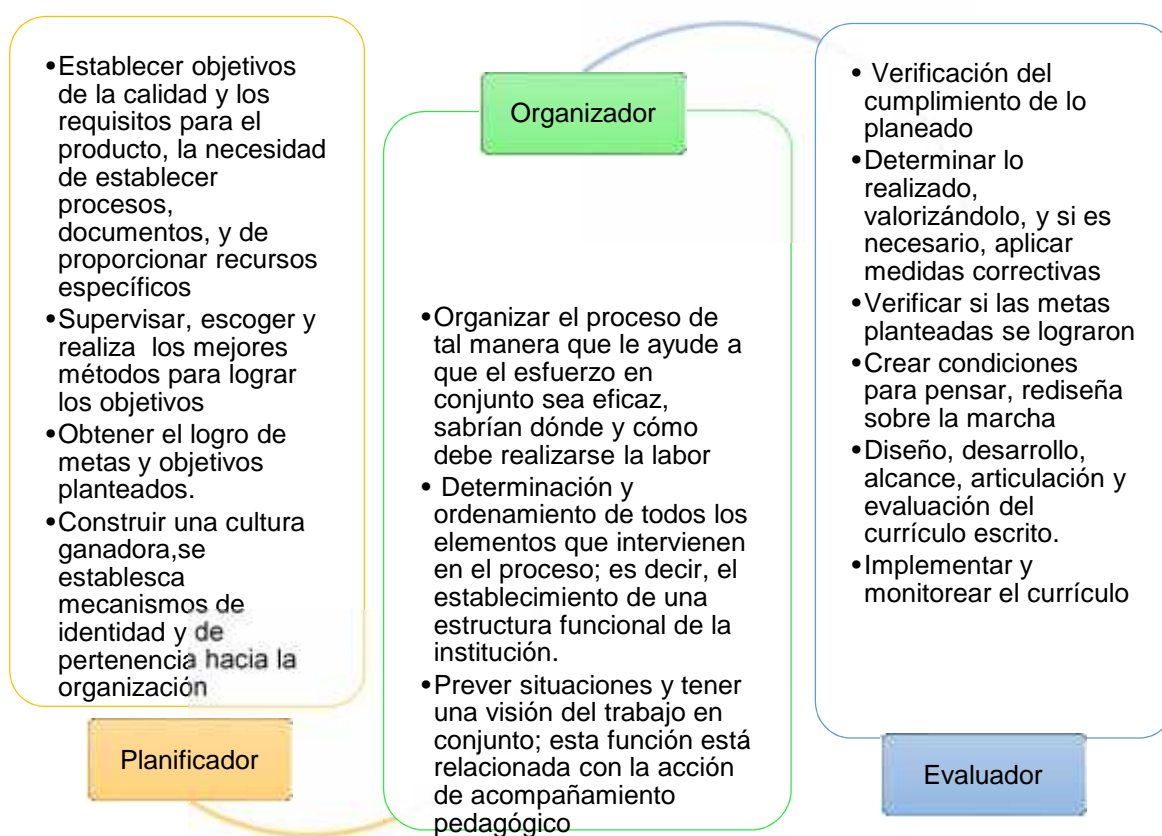 •Establecer objetivos
de la calidad y los
requisitos para el
producto, la necesidad
de establecer
procesos,
documentos, y de
proporcionar recursos
específicos
•Supervisar, escoger y
realiza los mejores
métodos para lograr
los objetivos
•Obtener el logro de
metas y objetivos
planteados.
•Construir una cultura
ganadora,se
establesca
mecanismos de
identidad y de
pertenencia hacia la
organización
Planificador
Organizador
•Organizar el proceso de
tal manera que le ayude a
que el esfuerzo en
conjunto sea eficaz,
sabrían dónde y cómo
debe realizarse la labor
• Determinación y
ordenamiento de todos los
elementos que intervienen
en el proceso; es decir, el
establecimiento de una
estructura funcional de la
institución.
•Prever situaciones y tener
una visión del trabajo en
conjunto; esta función está
relacionada con la acción
de acompañamiento
pedagógico
• Verificación del
cumplimiento de lo
planeado
•Determinar lo
realizado,
valorizándolo, y si es
necesario, aplicar
medidas correctivas
•Verificar si las metas
planteadas se lograron
•Crear condiciones
para pensar, rediseña
sobre la marcha
•Diseño, desarrollo,
alcance, articulación y
evaluación del
currículo escrito.
•Implementar y
monitorear el currículo
Evaluador